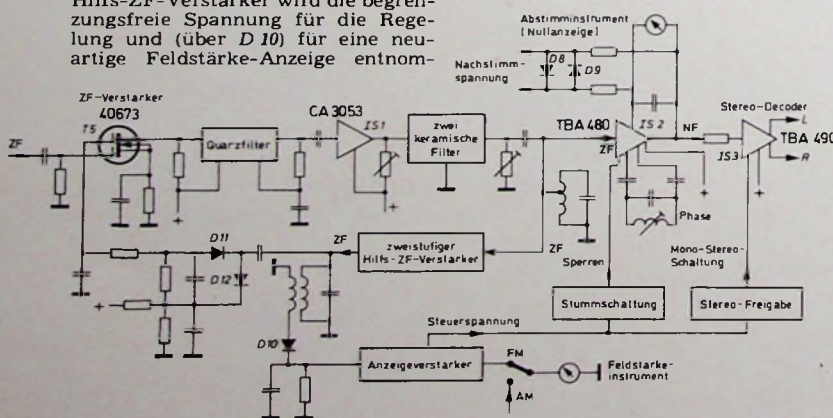 Hilfs-ZF-Verstärker wird die begren-
zungsfreie Spannung für die Rege-
lung und (über D 10) für eine neu-
artige Feldstärke-Anzeige entnom-
Abstimminstrument
(Nullanzeige)
D8
D9
Nachstimm-
spannung
ZF-Verstärker
40673
T5
ZF
Quarzfilter
CA 3053
IS1
zwei
keramische
Filter
TBA 480
IS2
ZF
NF
Stereo-Decoder
L
TBA 490
IS3
R
Phase
D11
D12
ZF
zweistufiger
Hilfs-ZF-Verstärker
ZF
Sperren
Mono-Stereo-
Schaltung
Stummschaltung
Stereo-Freigabe
Steuerspannung
D10
Anzeigeverstärker
FM
AM
Feldstärke-
instrument